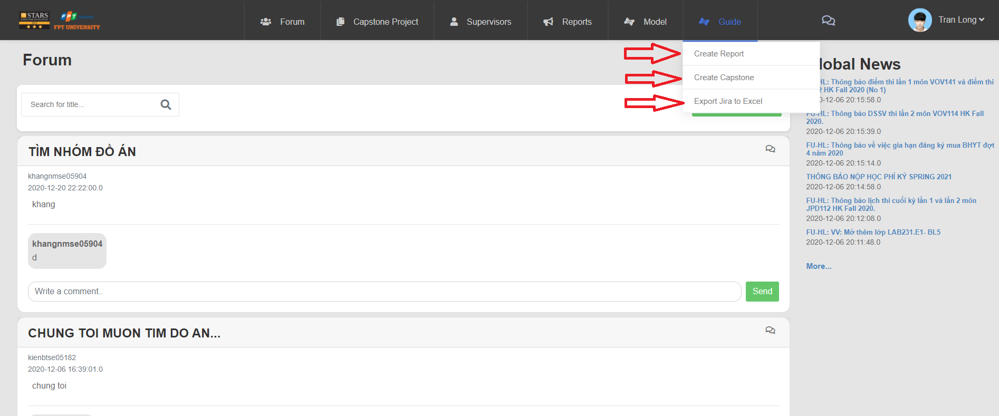 STARS
FPT Education
FPT UNIVERSITY
Forum
Capstone Project
Supervisors
Reports
Model
Guide
Tran Long
Create Report
Create Capstone
Export Jira to Excel
Forum
Search for title...
TÌM NHÓM ĐỒ ÁN
khangnmse05904
2020-12-20 22:22:00.0
khang
khangnmse05904
d
Write a comment..
Send
CHUNG TOI MUON TIM DO AN...
kienbtse05182
2020-12-06 16:39:01.0
chung toi
lobal News
HL: Thông báo điểm thi lần 1 môn VOV141 và điểm thi
2 HK Fall 2020 (No 1)
0-12-06 20:15:58.0
FU-HL: Thông báo DSSV thi lần 2 môn VOV114 HK Fall
2020.
2020-12-06 20:15:39.0
FU-HL: Thông báo về việc gia hạn đăng ký mua BHYT đợt
4 năm 2020
2020-12-06 20:15:14.0
THÔNG BÁO NỘP HỌC PHÍ KỲ SPRING 2021
2020-12-06 20:14:58.0
FU-HL: Thông báo lịch thi cuối kỳ lần 1 và lần 2 môn
JPD112 HK Fall 2020.
2020-12-06 20:12:08.0
FU-HL: VV: Mở thêm lớp LAB231.E1- BL5
2020-12-06 20:11:48.0
More...